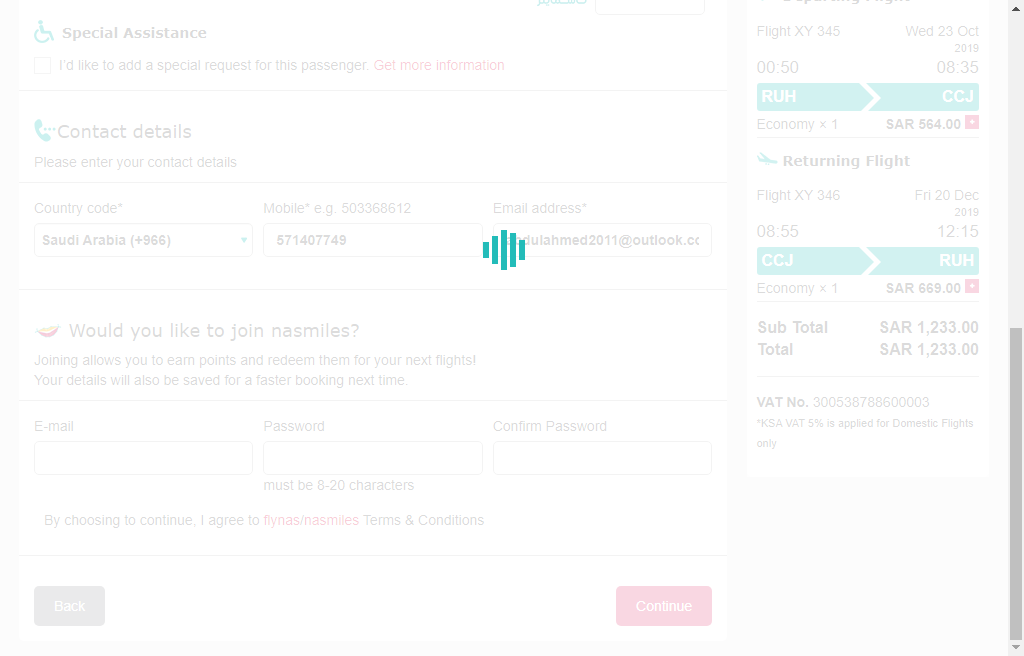 Special Assistance
I'd like to add a special request for this passenger. Get more information
Contact details
Please enter your contact details
Country code*
Mobile* e.g. 503368612
Email address*
Saudi Arabia (+966)
571407749
Would you like to join nasmiles?
Joining allows you to earn points and redeem them for your next flights!
Your details will also be saved for a faster booking next time.
E-mail
Password
Confirm Password
must be 8-20 characters
By choosing to continue, I agree to flynas/nasmiles Terms & Conditions
Back
Continue
Flight XY 345
Wed 23 Oct
2019
00:50
08:35
RUH
CCJ
Economy × 1
SAR 564.00 +
Returning Flight
Flight XY 346
Fri 20 Dec
2019
08:55
12:15
CCJ
RUH
Economy × 1
SAR 669.00 +
Sub Total
SAR 1,233.00
Total
SAR 1,233.00
VAT No. 300538788600003
*KSA VAT 5% is applied for Domestic Flights
only